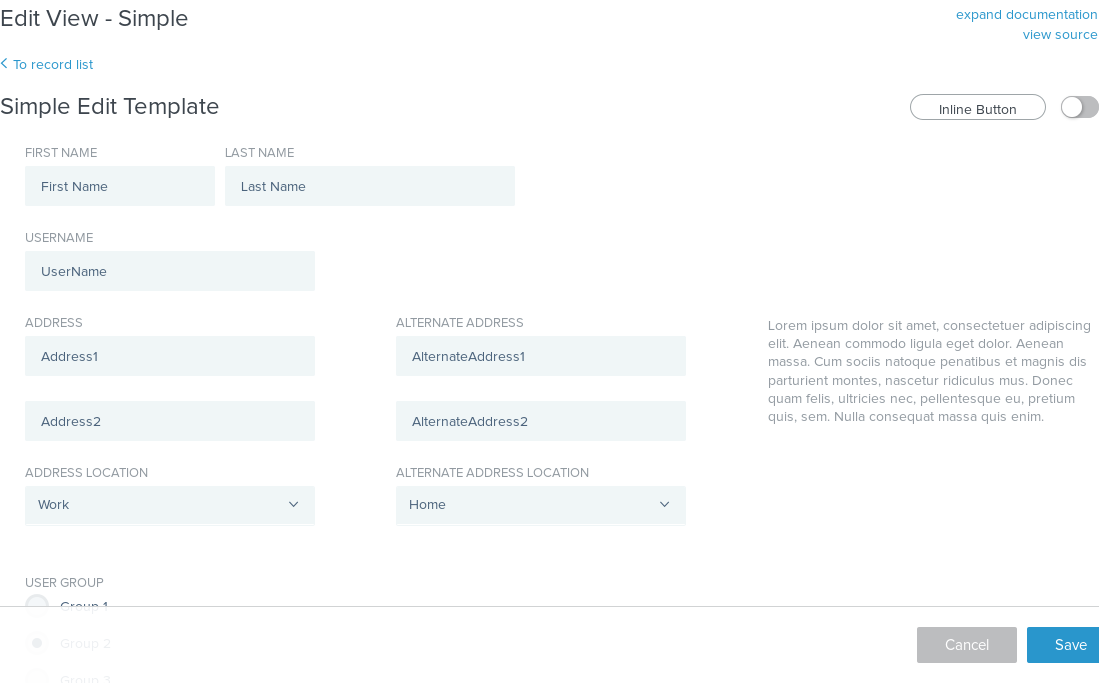 Edit View - Simple
expand documentation
view source
To record list
Simple Edit Template
Inline Button
FIRST NAME
LAST NAME
First Name
Last Name
USERNAME
UserName
ADDRESS
ALTERNATE ADDRESS
Address1
AlternateAddress1
Lorem ipsum dolor sit amet, consectetuer adipiscing
elit. Aenean commodo ligula eget dolor. Aenean
massa. Cum sociis natoque penatibus et magnis dis
parturient montes, nascetur ridiculus mus. Donec
quam felis, ultricies nec, pellentesque eu, pretium
quis, sem. Nulla consequat massa quis enim.
Address2
AlternateAddress2
ADDRESS LOCATION
ALTERNATE ADDRESS LOCATION
Work
Home
USER GROUP
Group 1
Group 2
Group 3
Cancel
Save